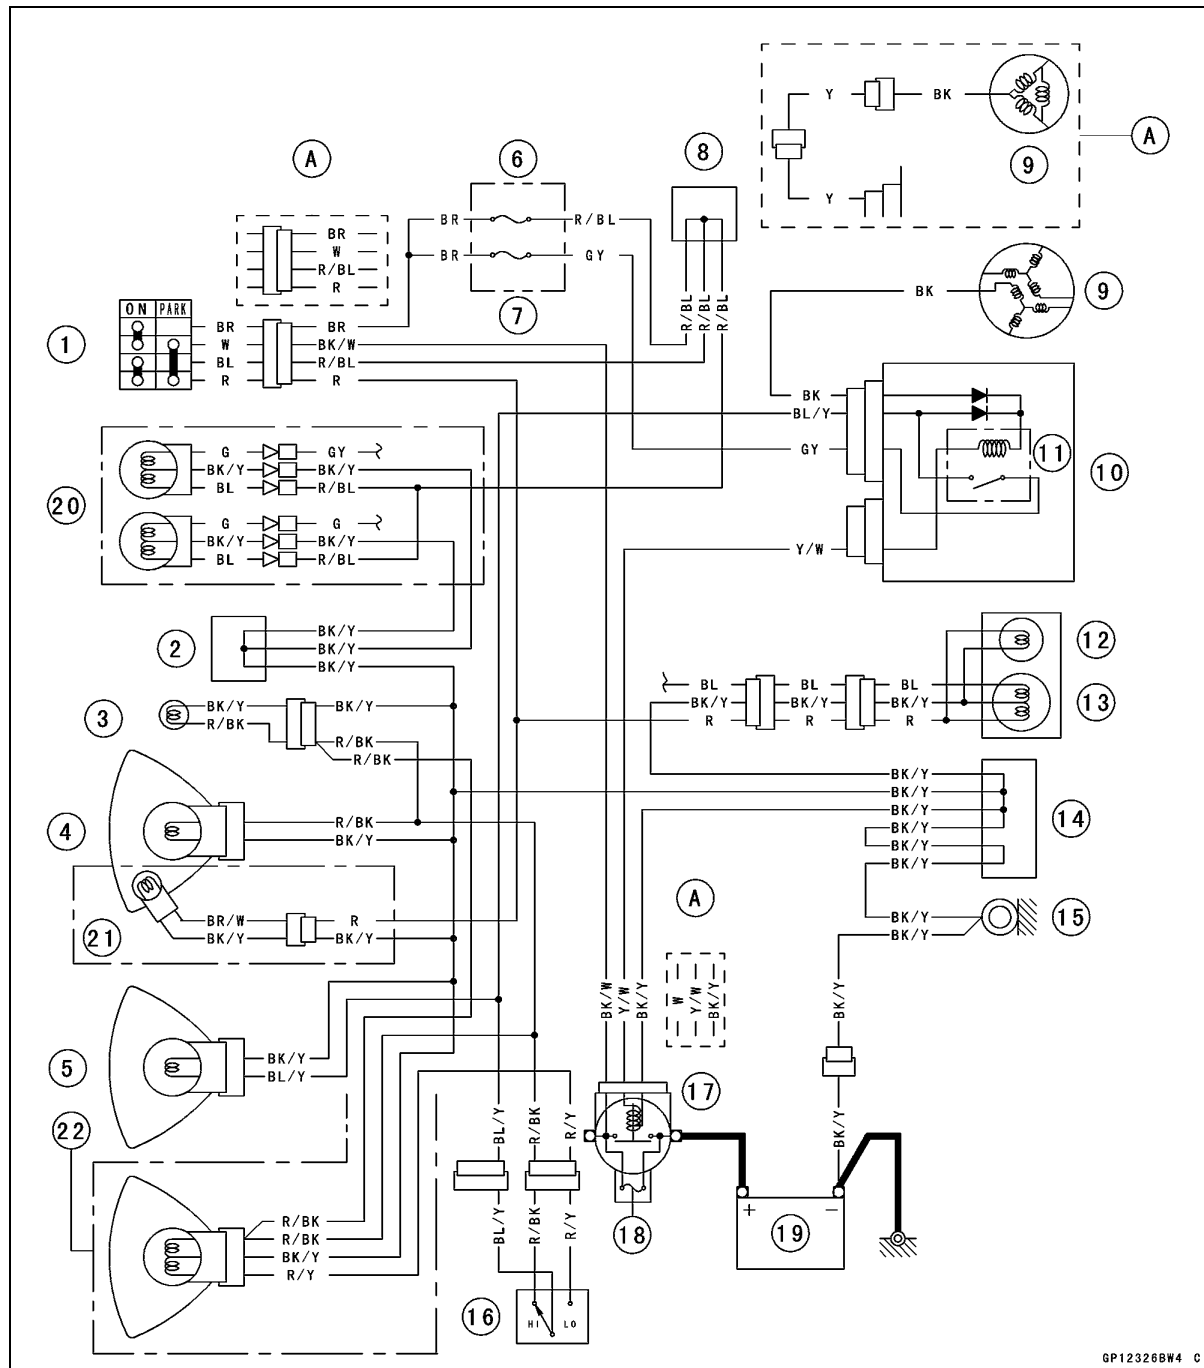 Y
BK
A
A
6
8
9
BR
R/BL
BR
W
R/BL
R
BR
GY
7
9
BK
ON PARK
1
BR
W
BL
R
BR
BK/W
R/BL
R
R/BL
R/BL
R/BL
Y
BK
BL/Y
GY
Y/W
11
10
20
G
GY
BK/Y
BK/Y
BL
R/BL
G
G
BK/Y
BK/Y
BL
R/BL
2
BK/Y
BK/Y
BK/Y
12
13
BL
BL
BL
BK/Y
BK/Y
BK/Y
R
R
R
3
BK/Y
BK/Y
R/BK
R/BK
R/BK
4
R/BK
BK/Y
14
BK/Y
BK/Y
BK/Y
BK/Y
BK/Y
BK/Y
A
21
BR/W
R
BK/Y
BK/Y
15
BK/Y
BK/Y
BK/W
Y/W
BK/Y
W
Y/W
BK/Y
BK/Y
5
BK/Y
BL/Y
17
22
BL/Y
R/BK
R/Y
BK/Y
18
+ −
19
R/BK
R/BK
BK/Y
R/Y
BL/Y
R/BK
R/Y
16
HI LO
GP12326BW4 C